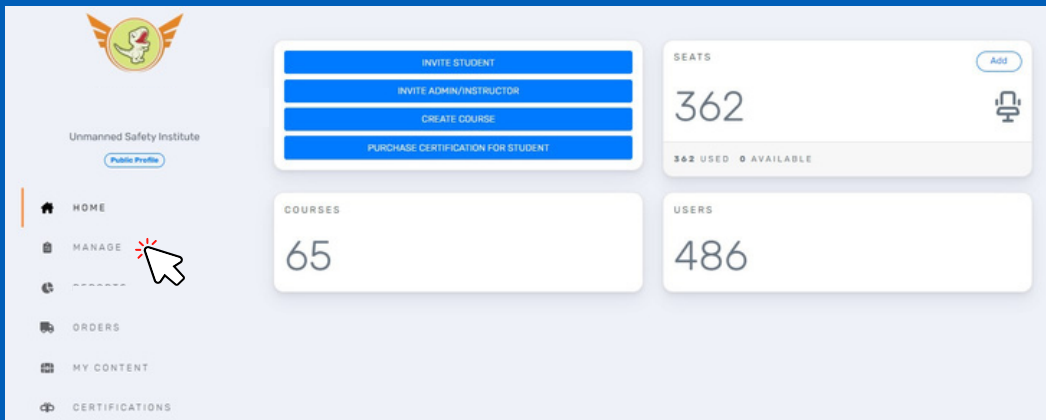 Unmanned Safety Institute
Public Profile
HOME
MANAGE
ORDERS
MY CONTENT
CERTIFICATIONS
INVITE STUDENT
INVITE ADMIN/INSTRUCTOR
CREATE COURSE
PURCHASE CERTIFICATION FOR STUDENT
SEATS
Add
362
362 USED 0 AVAILABLE
COURSES
65
USERS
486